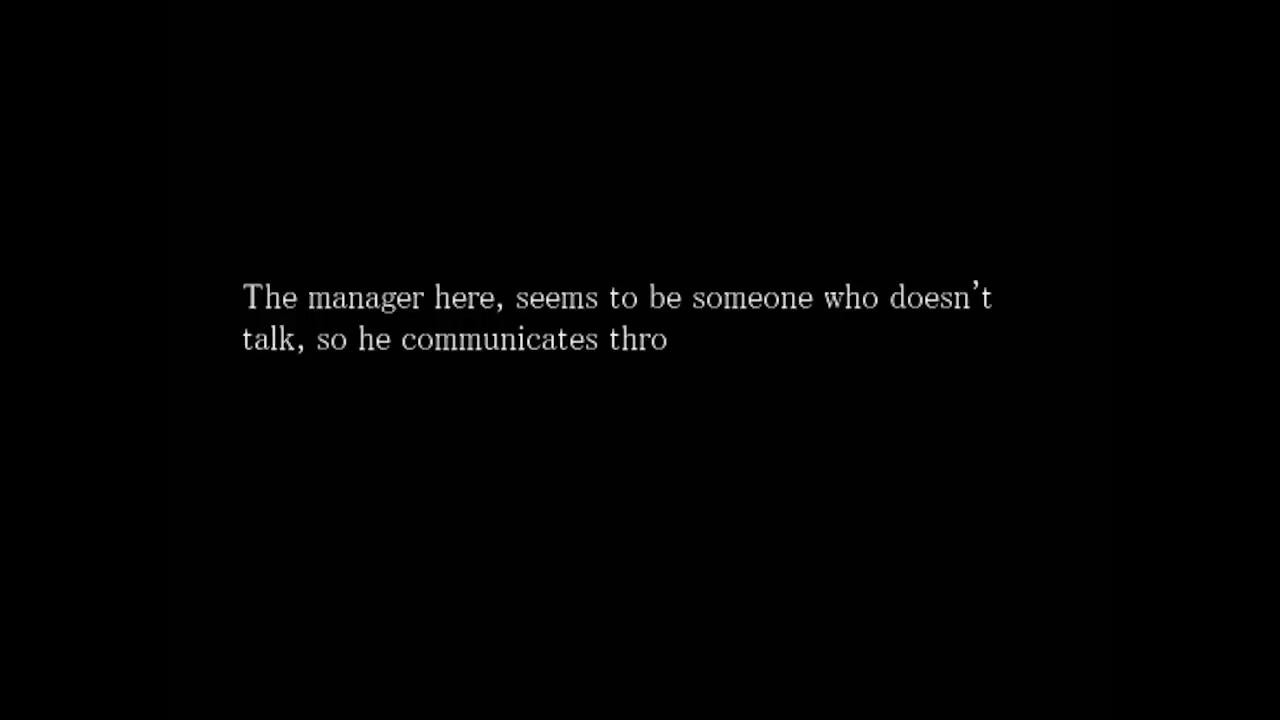 The manager here, seems to be someone who doesn’t
talk, so he communicates thro